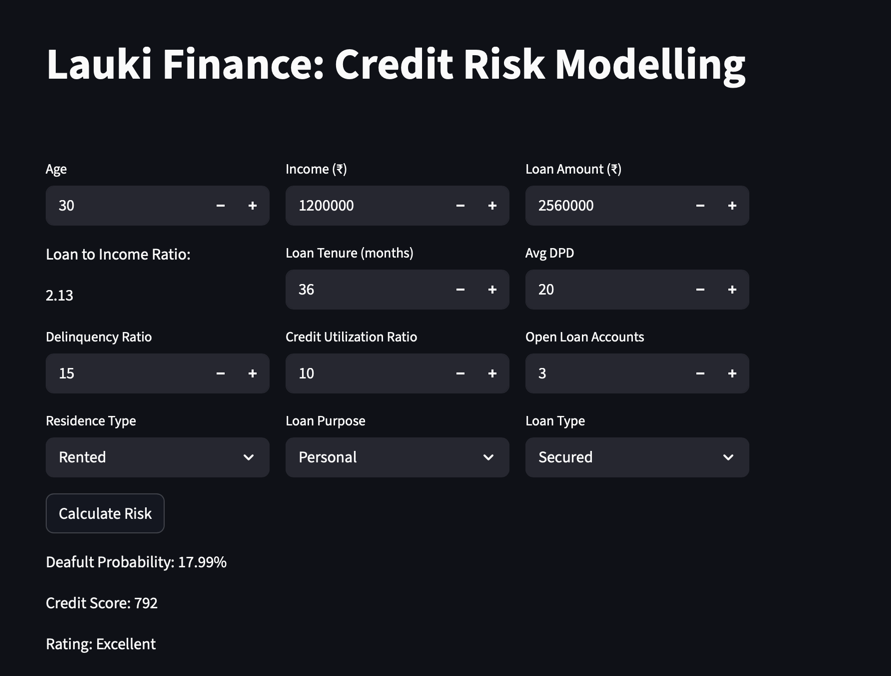 Lauki Finance: Credit Risk Modelling
Age
Income (₹)
Loan Amount (₹)
30
1200000
2560000
Loan to Income Ratio:
Loan Tenure (months)
Avg DPD
2.13
36
20
Delinquency Ratio
Credit Utilization Ratio
Open Loan Accounts
15
10
3
Residence Type
Loan Purpose
Loan Type
Rented
Personal
Secured
Calculate Risk
Deafult Probability: 17.99%
Credit Score: 792
Rating: Excellent